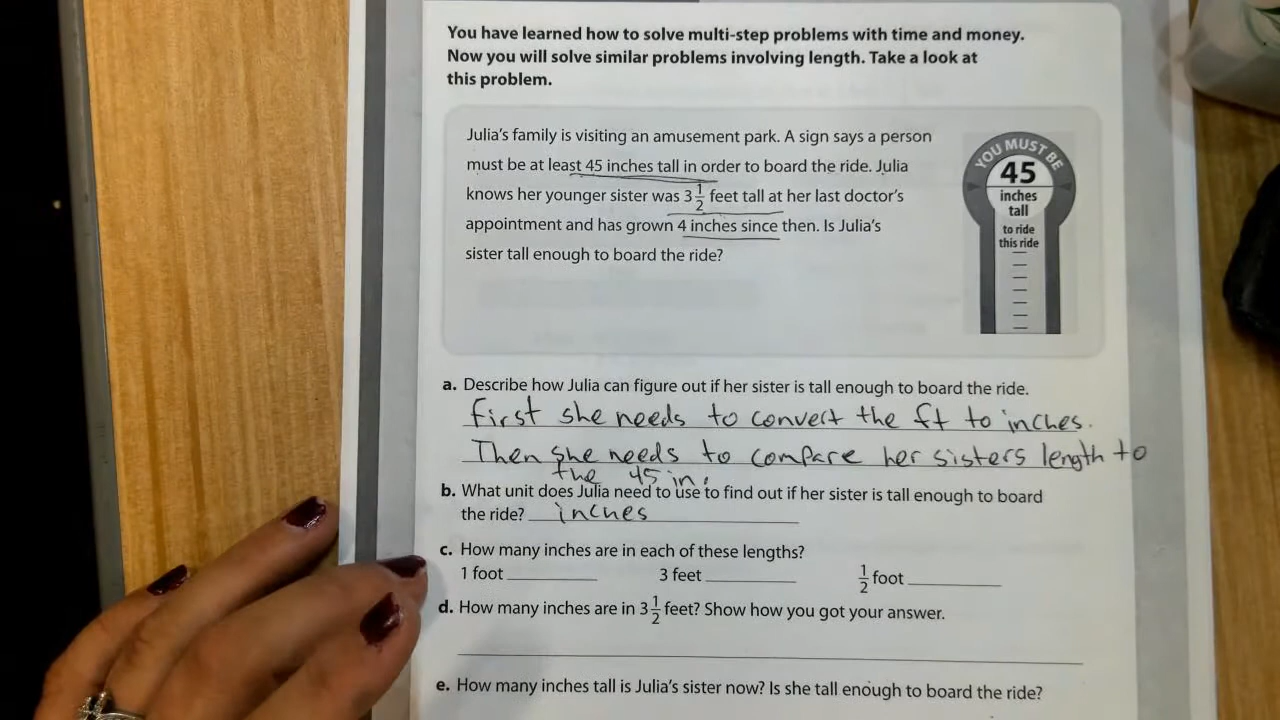 You have learned how to solve multi-step problems with time and money.
Now you will solve similar problems involving length. Take a look at
this problem.
Julia's family is visiting an amusement park. A sign says a person
must be at least 45 inches tall in order to board the ride. Julia
knows her younger sister was 3 1/2 feet tall at her last doctor's
appointment and has grown 4 inches since then. Is Julia's
sister tall enough to board the ride?
YOU MUST BE
45
inches
tall
to ride
this ride
a. Describe how Julia can figure out if her sister is tall enough to board the ride.
first she needs to convert the ft to inches.
Then she needs to compare her sisters length to
the 45 in.
b. What unit does Julia need to use to find out if her sister is tall enough to board
the ride? inches
c. How many inches are in each of these lengths?
1 foot 3 feet 1/2 foot
d. How many inches are in 3 1/2 feet? Show how you got your answer.
e. How many inches tall is Julia's sister now? Is she tall enough to board the ride?